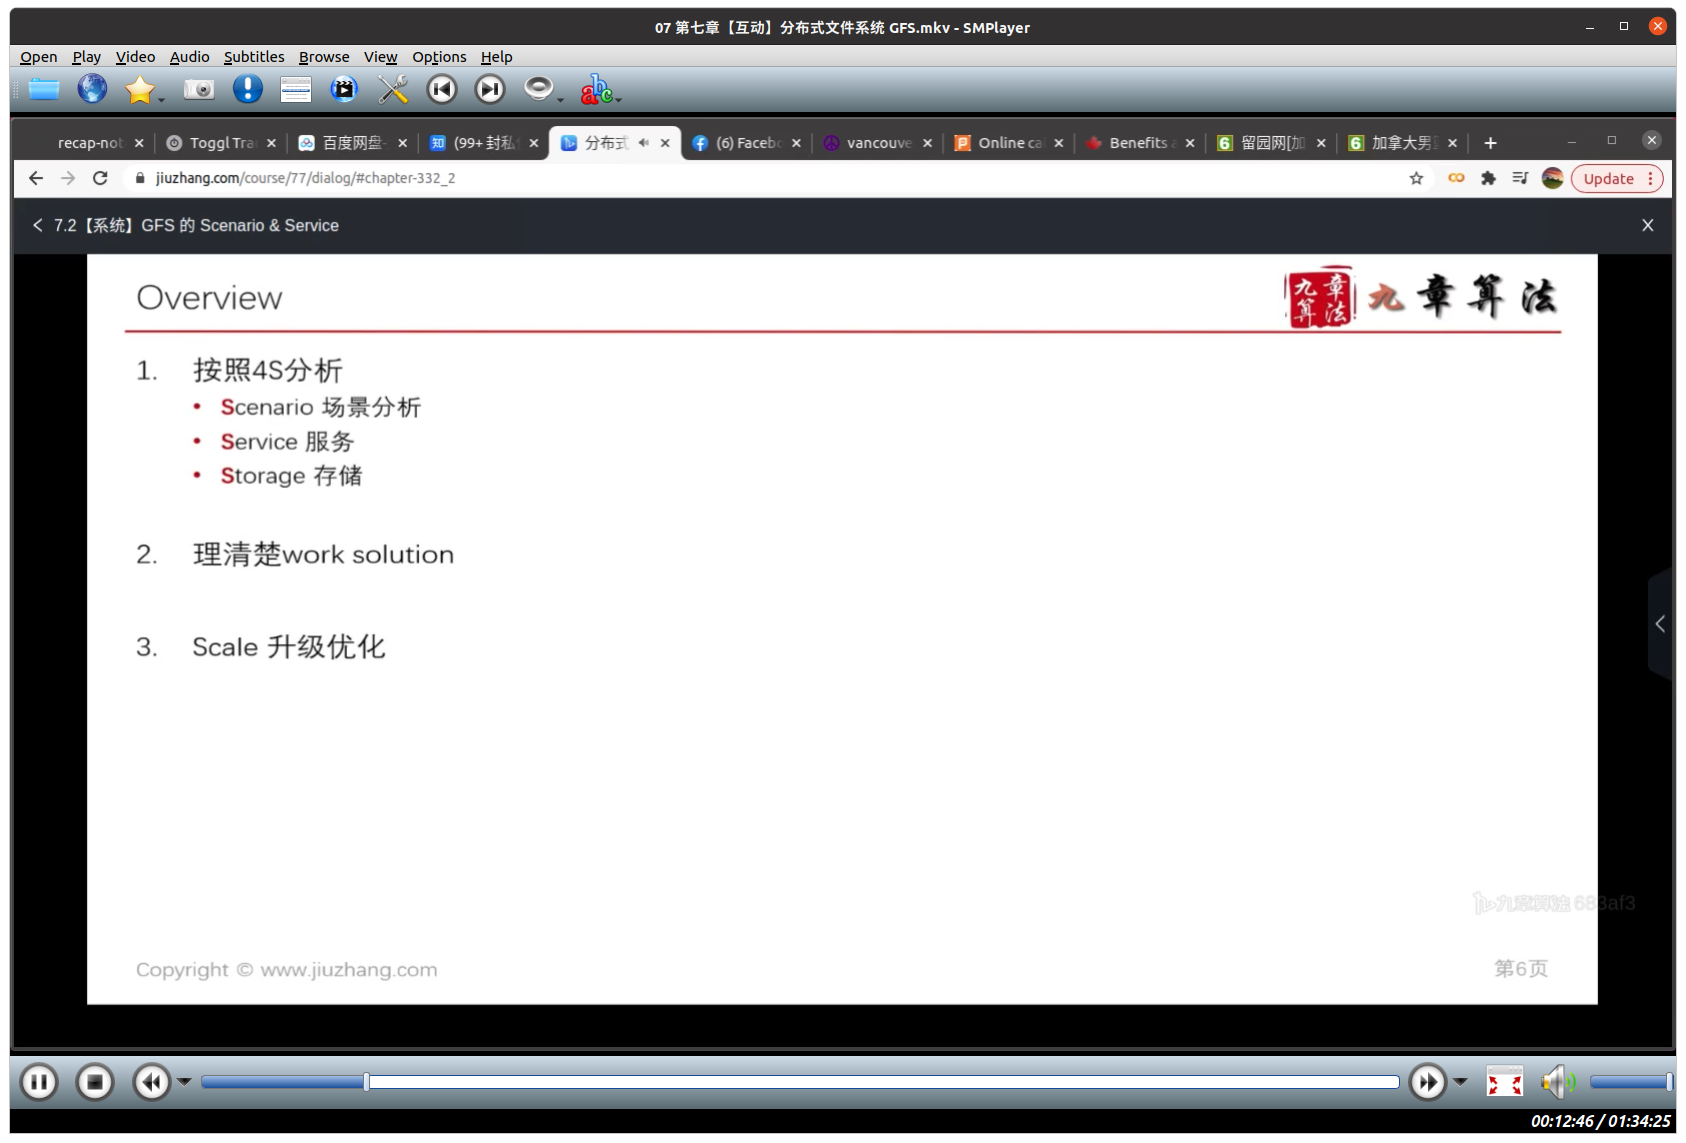 07 第七章【互动】分布式文件系统 GFS.mkv - SMPlayer
Open Play Video Audio Subtitles Browse View Options Help
recap-not Toggl Tra 百度网盘- (99+ 封私 分布式 (6) Facebo vancouve Online ca Benefits a 留园网[加 加拿大男
jiuzhang.com/course/77/dialog/#chapter-332_2 Update
7.2【系统】GFS 的 Scenario & Service
Overview
九章算法 九章算法
1. 按照4S分析
• Scenario 场景分析
• Service 服务
• Storage 存储
2. 理清楚work solution
3. Scale 升级优化
九章算法 683af3
Copyright © www.jiuzhang.com 第6页
00:12:46 / 01:34:25